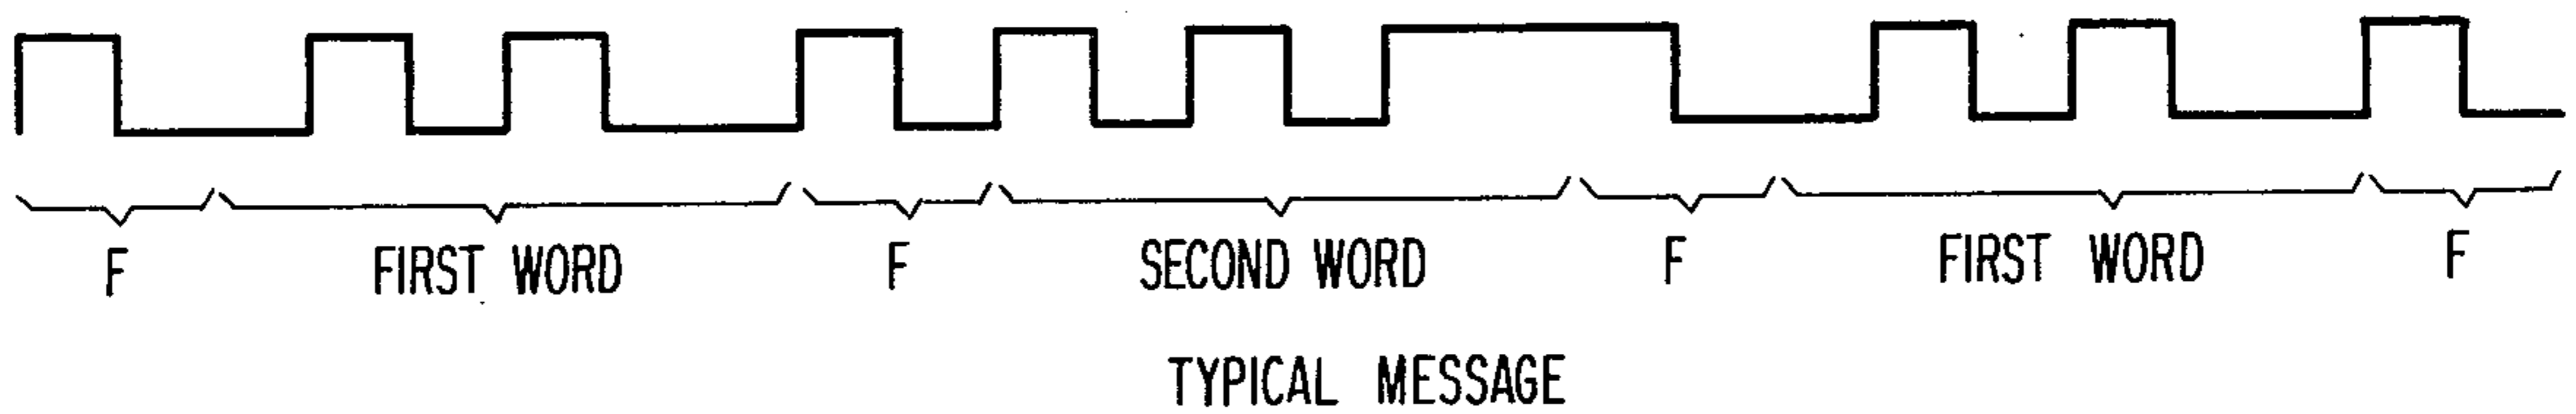 F FIRST WORD F SECOND WORD F FIRST WORD F
TYPICAL MESSAGE